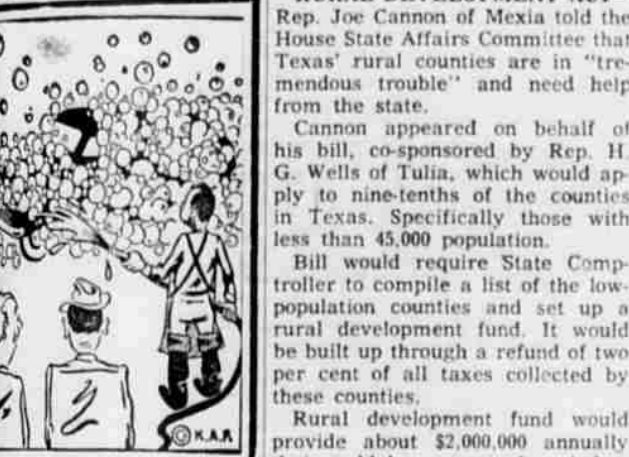 Rep. Joe Cannon of Mexia told the
House State Affairs Committee that
Texas' rural counties are in "tre-
mendous trouble" and need help
from the state.
Cannon appeared on behalf of
his bill, co-sponsored by Rep. H.
G. Wells of Tulia, which would ap-
ply to nine-tenths of the counties
in Texas. Specifically those with
less than 45,000 population.
Bill would require State Comp-
troller to compile a list of the low-
population counties and set up a
rural development fund. It would
be built up through a refund of two
per cent of all taxes collected by
these counties.
Rural development fund would
provide about $2,000,000 annually
© K.A.R